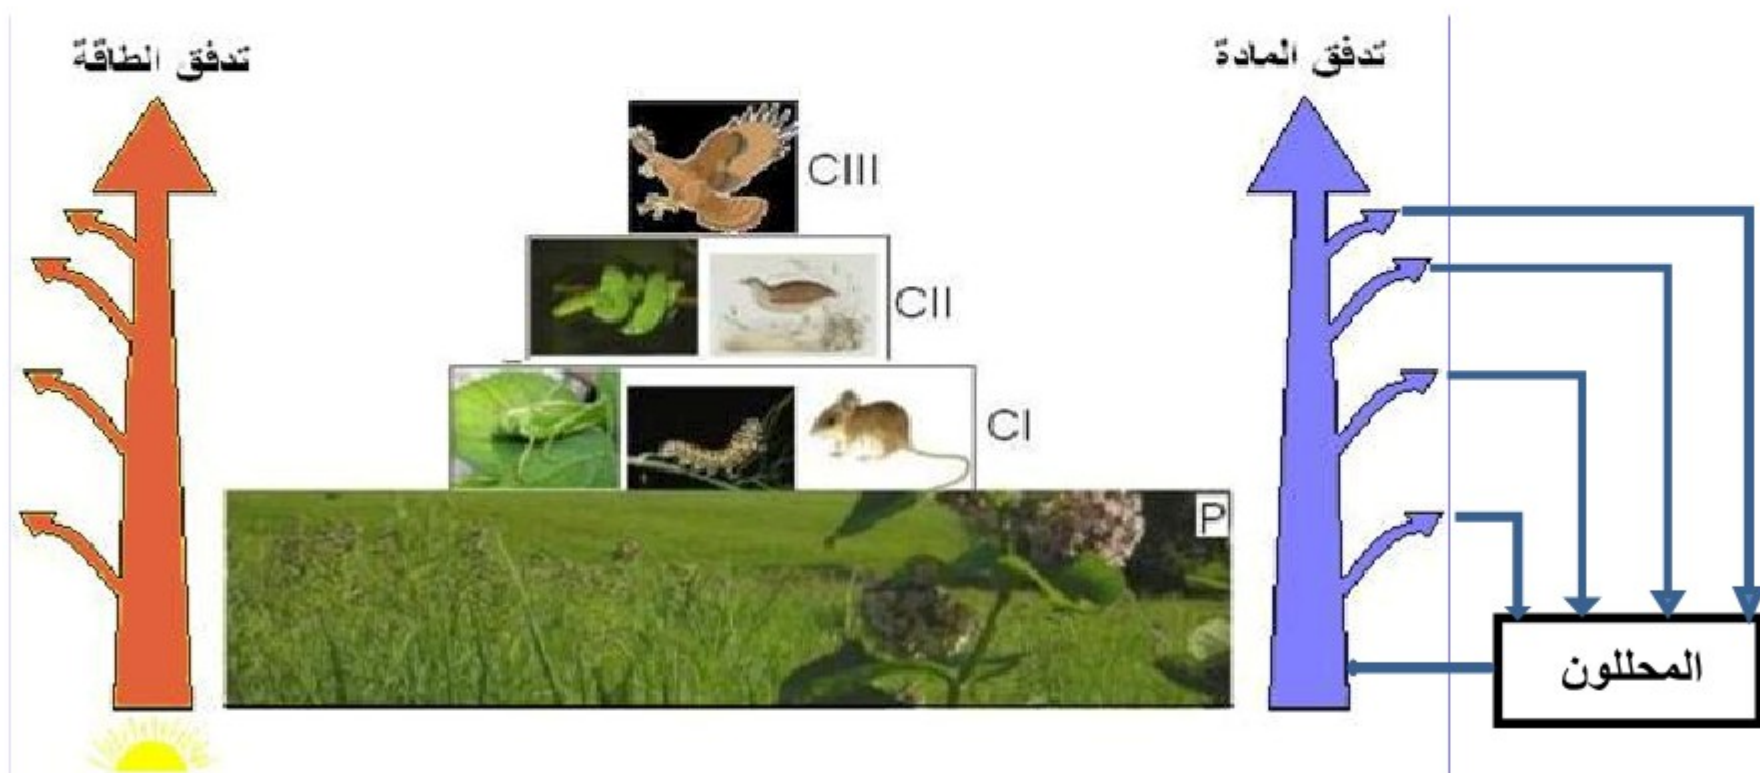 تدفق المادة
تدفق الطاقة
CIII
CII
CI
P
المحللون